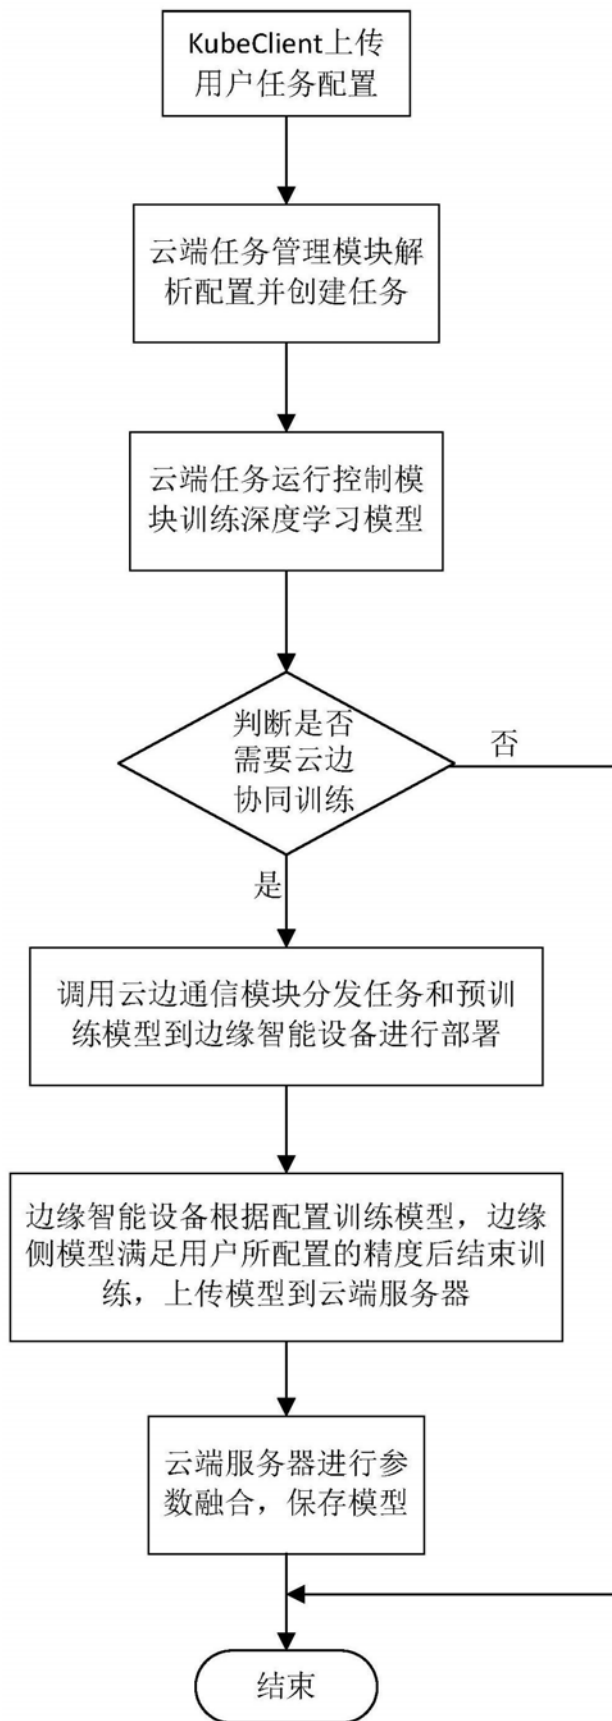 KubeClient上传
用户任务配置
云端任务管理模块解
析配置并创建任务
云端任务运行控制模
块训练深度学习模型
判断是否
需要云边
协同训练
否
是
调用云边通信模块分发任务和预训
练模型到边缘智能设备进行部署
边缘智能设备根据配置训练模型，边缘
侧模型满足用户所配置的精度后结束训
练，上传模型到云端服务器
云端服务器进行参
数融合，保存模型
结束